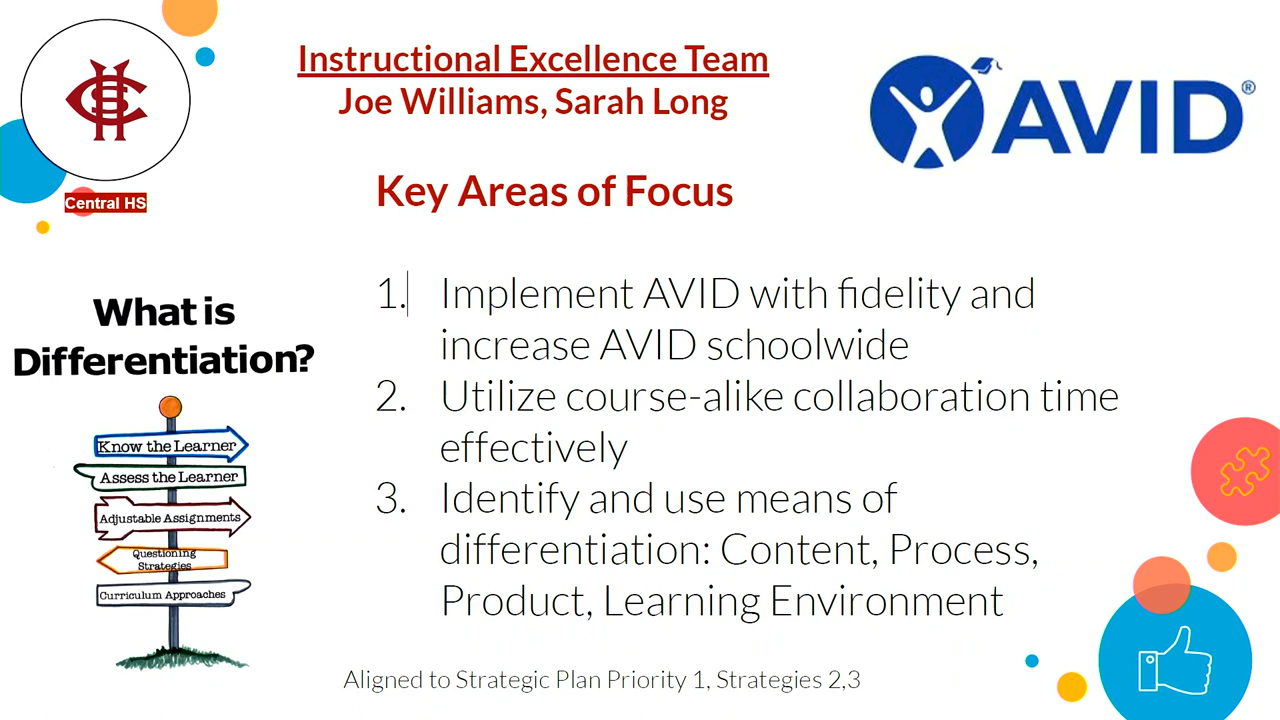 Instructional Excellence Team
Joe Williams, Sarah Long
CHS
AVID®
Central HS
Key Areas of Focus
1. Implement AVID with fidelity and
increase AVID schoolwide
2. Utilize course-alike collaboration time
effectively
3. Identify and use means of
differentiation: Content, Process,
Product, Learning Environment
What is
Differentiation?
Know the Learner
Assess the Learner
Adjustable Assignments
Questioning
Strategies
Curriculum Approaches
Aligned to Strategic Plan Priority 1, Strategies 2,3